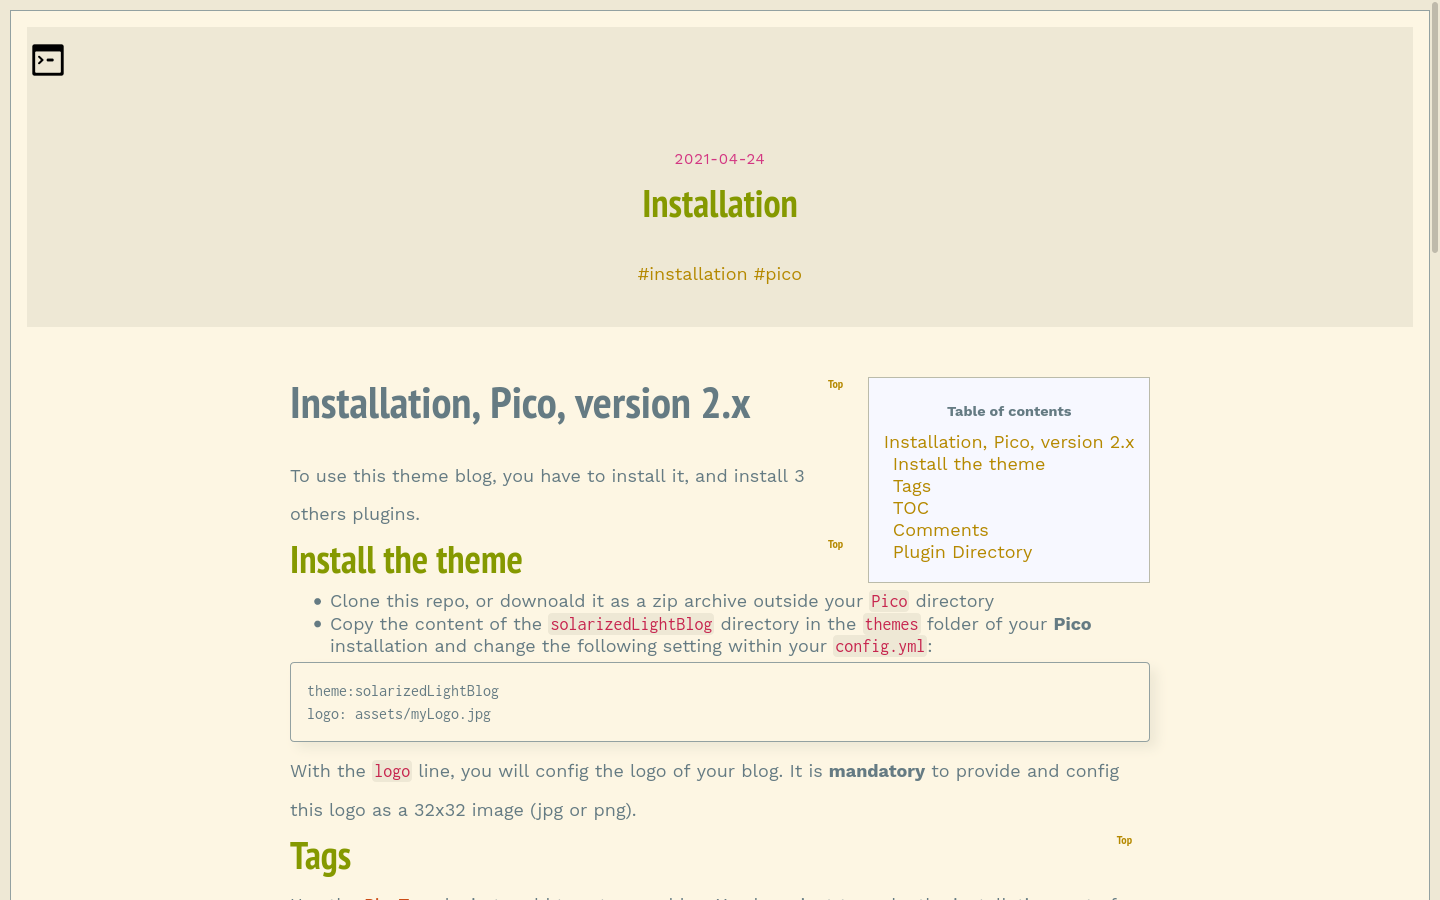 2021-04-24
Installation
#installation #pico
Installation, Pico, version 2.x
Top
Table of contents
Installation, Pico, version 2.x
Install the theme
Tags
TOC
Comments
Plugin Directory
To use this theme blog, you have to install it, and install 3
others plugins.
Install the theme
Top
Clone this repo, or downoald it as a zip archive outside your Pico directory
Copy the content of the solarizedLightBlog directory in the themes folder of your Pico
installation and change the following setting within your config.yml:
theme:solarizedLightBlog
logo: assets/myLogo.jpg
With the logo line, you will config the logo of your blog. It is mandatory to provide and config
this logo as a 32x32 image (jpg or png).
Tags
Top